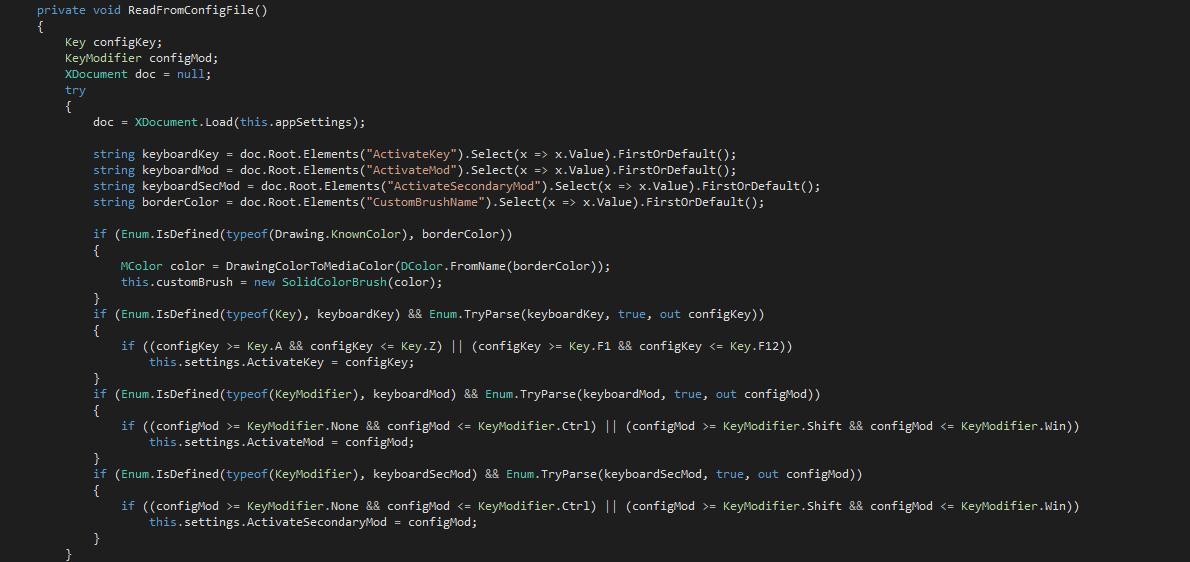 private void ReadFromConfigFile()
{
Key configKey;
KeyModifier configMod;
XDocument doc = null;
try
{
doc = XDocument.Load(this.appSettings);
string keyboardKey = doc.Root.Elements("ActivateKey").Select(x => x.Value).FirstOrDefault();
string keyboardMod = doc.Root.Elements("ActivateMod").Select(x => x.Value).FirstOrDefault();
string keyboardSecMod = doc.Root.Elements("ActivateSecondaryMod").Select(x => x.Value).FirstOrDefault();
string borderColor = doc.Root.Elements("CustomBrushName").Select(x => x.Value).FirstOrDefault();
if (Enum.IsDefined(typeof(Drawing.KnownColor), borderColor))
{
MColor color = DrawingColorToMediaColor(DColor.FromName(borderColor));
this.customBrush = new SolidColorBrush(color);
}
if (Enum.IsDefined(typeof(Key), keyboardKey) && Enum.TryParse(keyboardKey, true, out configKey))
{
if ((configKey >= Key.A && configKey <= Key.Z) || (configKey >= Key.F1 && configKey <= Key.F12))
this.settings.ActivateKey = configKey;
}
if (Enum.IsDefined(typeof(KeyModifier), keyboardMod) && Enum.TryParse(keyboardMod, true, out configMod))
{
if ((configMod >= KeyModifier.None && configMod <= KeyModifier.Ctrl) || (configMod >= KeyModifier.Shift && configMod <= KeyModifier.Win))
this.settings.ActivateMod = configMod;
}
if (Enum.IsDefined(typeof(KeyModifier), keyboardSecMod) && Enum.TryParse(keyboardSecMod, true, out configMod))
{
if ((configMod >= KeyModifier.None && configMod <= KeyModifier.Ctrl) || (configMod >= KeyModifier.Shift && configMod <= KeyModifier.Win))
this.settings.ActivateSecondaryMod = configMod;
}
}